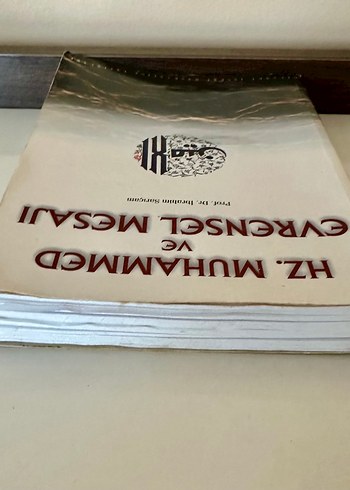 HZ. MUHAMMED
ve
EVRENSEL MESAJI
Prof. Dr. İbrahim Sarıçam